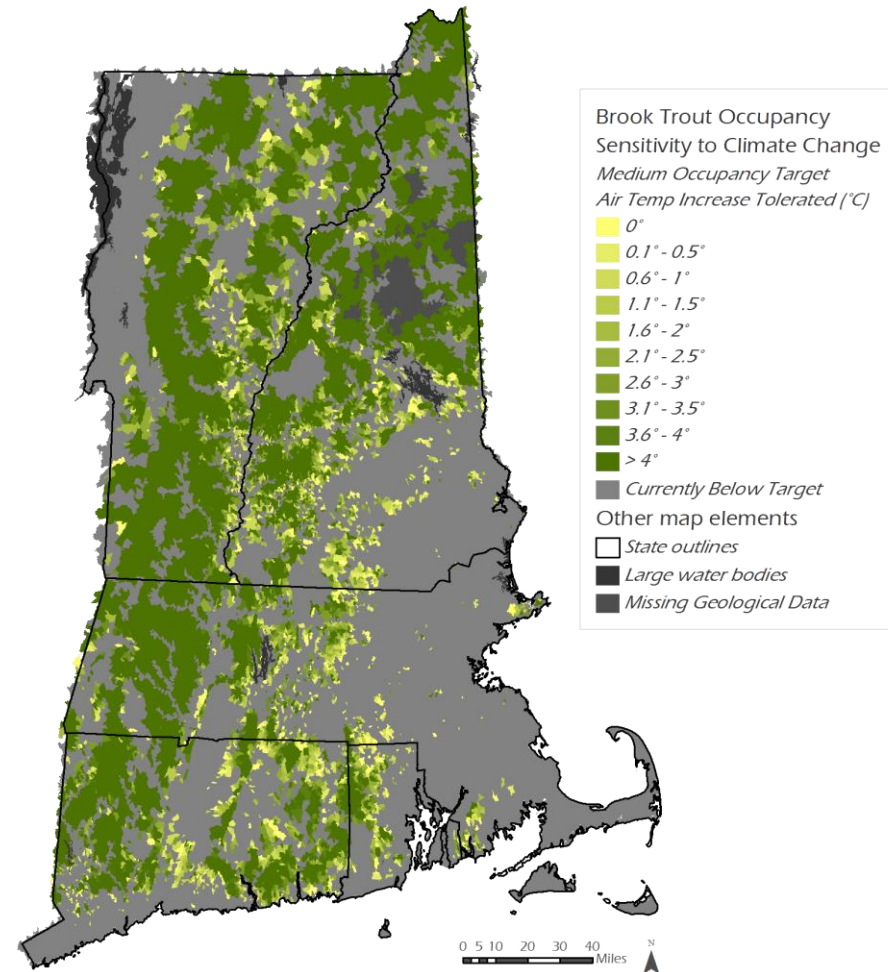 Brook Trout Occupancy
Sensitivity to Climate Change
Medium Occupancy Target
Air Temp Increase Tolerated (°C)
0°
0.1° - 0.5°
0.6° - 1°
1.1° - 1.5°
1.6° - 2°
2.1° - 2.5°
2.6° - 3°
3.1° - 3.5°
3.6° - 4°
> 4°
Currently Below Target
Other map elements
State outlines
Large water bodies
Missing Geological Data
0 5 10 20 30 40
Miles
N